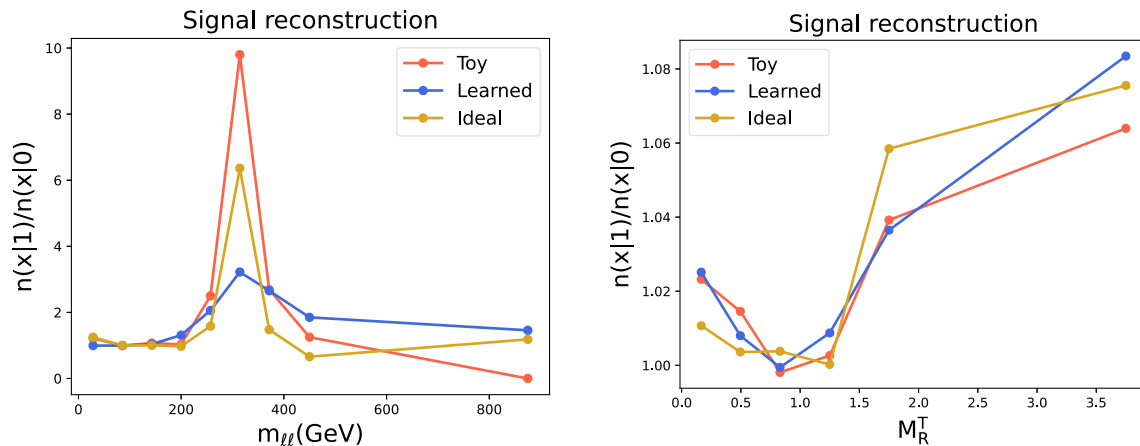 Signal reconstruction
n(x|1)/n(x|0)
10
8
6
4
2
0
Toy
Learned
Ideal
0 200 400 600 800
m_ℓℓ(GeV)
Signal reconstruction
n(x|1)/n(x|0)
1.08
1.06
1.04
1.02
1.00
Toy
Learned
Ideal
0.0 0.5 1.0 1.5 2.0 2.5 3.0 3.5
M_R^T